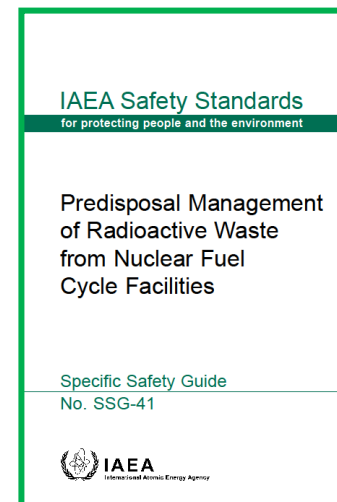 IAEA Safety Standards
for protecting people and the environment
Predisposal Management
of Radioactive Waste
from Nuclear Fuel
Cycle Facilities
Specific Safety Guide
No. SSG-41
IAEA
International Atomic Energy Agency